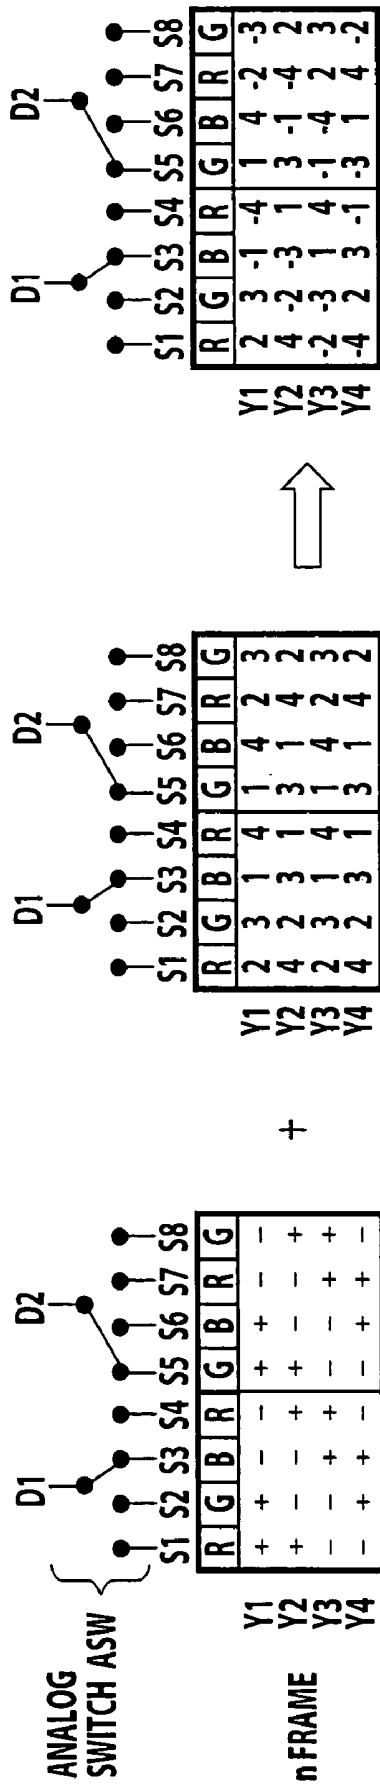 ANALOG
SWITCH ASW
D1 D2
S1 S2 S3 S4 S5 S6 S7 S8
R G B R G B R G
n FRAME
Y1 + + - - + + - -
Y2 + - - + + - - +
Y3 - - + + - - + +
Y4 - + + - - + + -
+
D1 D2
S1 S2 S3 S4 S5 S6 S7 S8
R G B R G B R G
Y1 2 3 1 4 1 4 2 3
Y2 4 2 3 1 3 1 4 2
Y3 2 3 1 4 1 4 2 3
Y4 4 2 3 1 3 1 4 2
D1 D2
S1 S2 S3 S4 S5 S6 S7 S8
R G B R G B R G
Y1 2 3 -1 -4 1 4 -2 -3
Y2 4 -2 -3 1 3 -1 -4 2
Y3 -2 -3 1 4 -1 -4 2 3
Y4 -4 2 3 -1 -3 1 4 -2